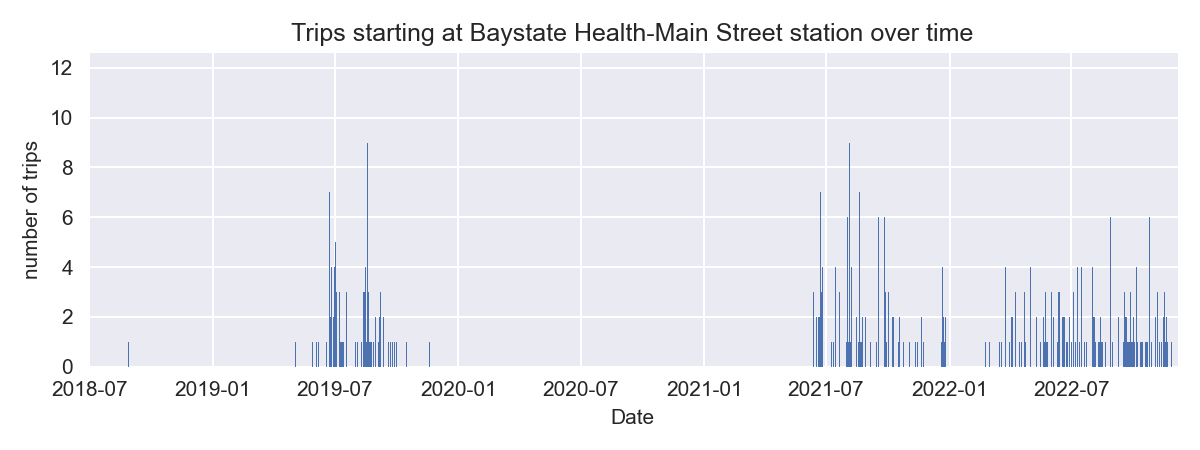 Trips starting at Baystate Health-Main Street station over time
12
10
8
6
4
2
0
number of trips
2018-07 2019-01 2019-07 2020-01 2020-07 2021-01 2021-07 2022-01 2022-07
Date